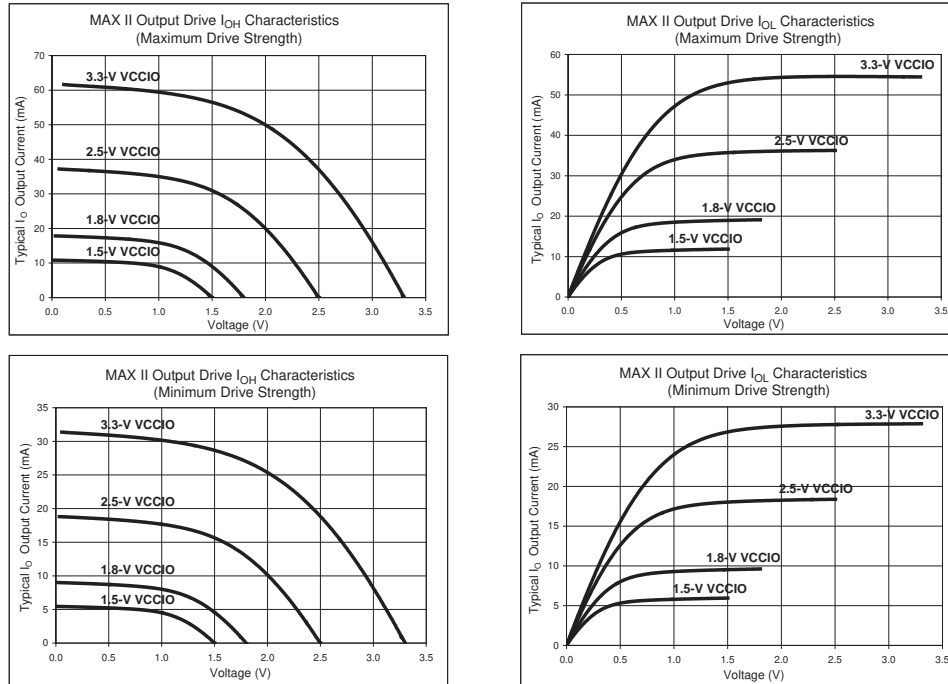 MAX II Output Drive IOH Characteristics
(Maximum Drive Strength)
70
60
50
40
30
20
10
0
Typical IO Output Current (mA)
3.3-V VCCIO
2.5-V VCCIO
1.8-V VCCIO
1.5-V VCCIO
0.0 0.5 1.0 1.5 2.0 2.5 3.0 3.5
Voltage (V)
MAX II Output Drive IOL Characteristics
(Maximum Drive Strength)
60
50
40
30
20
10
0
Typical IO Output Current (mA)
3.3-V VCCIO
2.5-V VCCIO
1.8-V VCCIO
1.5-V VCCIO
0.0 0.5 1.0 1.5 2.0 2.5 3.0 3.5
Voltage (V)
MAX II Output Drive IOH Characteristics
(Minimum Drive Strength)
35
30
25
20
15
10
5
0
Typical IO Output Current (mA)
3.3-V VCCIO
2.5-V VCCIO
1.8-V VCCIO
1.5-V VCCIO
0.0 0.5 1.0 1.5 2.0 2.5 3.0 3.5
Voltage (V)
MAX II Output Drive IOL Characteristics
(Minimum Drive Strength)
30
25
20
15
10
5
0
Typical IO Output Current (mA)
3.3-V VCCIO
2.5-V VCCIO
1.8-V VCCIO
1.5-V VCCIO
0.0 0.5 1.0 1.5 2.0 2.5 3.0 3.5
Voltage (V)